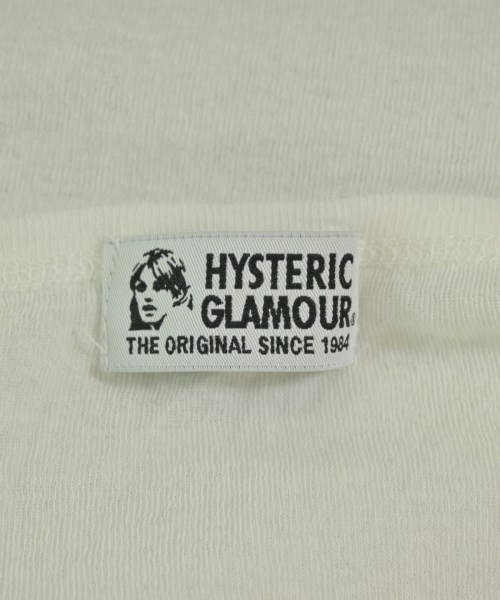 HYSTERIC
GLAMOUR®
THE ORIGINAL SINCE 1984